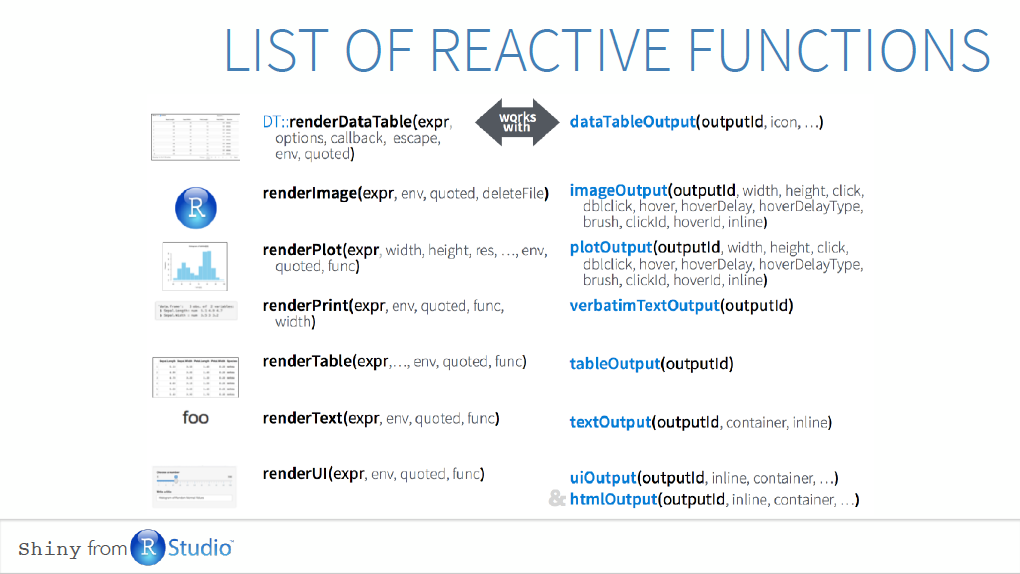 LIST OF REACTIVE FUNCTIONS
DT::renderDataTable(expr,
options, callback, escape,
env, quoted)
works
with
dataTableOutput(outputId, icon, …)
R
renderImage(expr, env, quoted, deleteFile)
imageOutput(outputId, width, height, click,
dblclick, hover, hoverDelay, hoverDelayType,
brush, clickId, hoverId, inline)
renderPlot(expr, width, height, res, …, env,
quoted, func)
plotOutput(outputId, width, height, click,
dblclick, hover, hoverDelay, hoverDelayType,
brush, clickId, hoverId, inline)
renderPrint(expr, env, quoted, func,
width)
verbatimTextOutput(outputId)
renderTable(expr,…, env, quoted, func)
tableOutput(outputId)
foo
renderText(expr, env, quoted, func)
textOutput(outputId, container, inline)
renderUI(expr, env, quoted, func)
uiOutput(outputId, inline, container, …)
& htmlOutput(outputId, inline, container, …)
Shiny from R Studio™